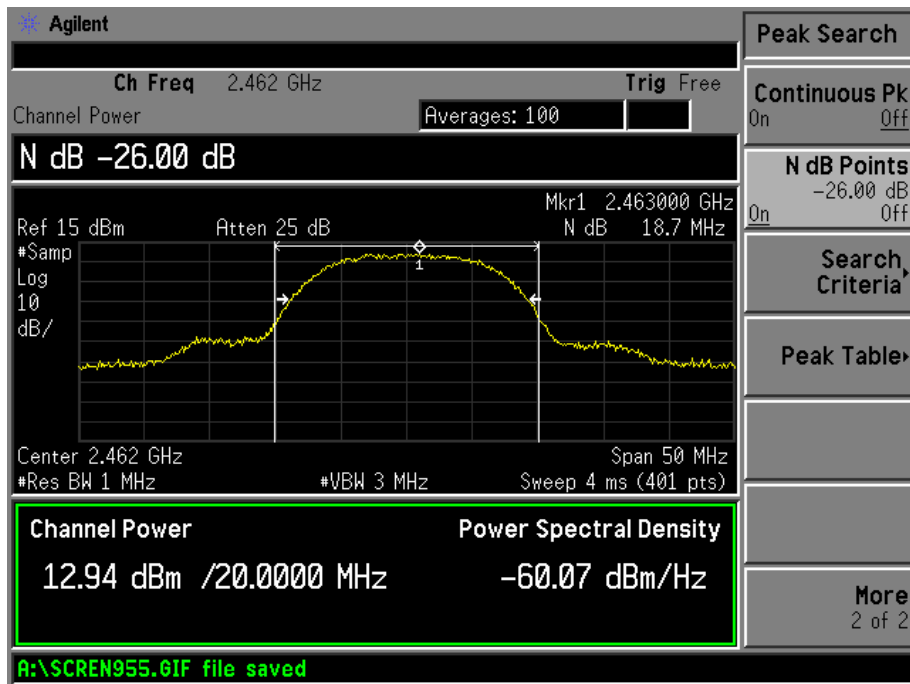 Agilent
Ch Freq 2.462 GHz Trig Free
Channel Power Averages: 100
N dB -26.00 dB
Mkr1 2.463000 GHz
Ref 15 dBm Atten 25 dB N dB 18.7 MHz
#Samp
Log
10
dB/
1
Center 2.462 GHz Span 50 MHz
#Res BW 1 MHz #VBW 3 MHz Sweep 4 ms (401 pts)
Channel Power Power Spectral Density
12.94 dBm /20.0000 MHz -60.07 dBm/Hz
A:\SCREN955.GIF file saved
Peak Search
Continuous Pk
On Off
N dB Points
-26.00 dB
On Off
Search
Criteria
Peak Table
More
2 of 2